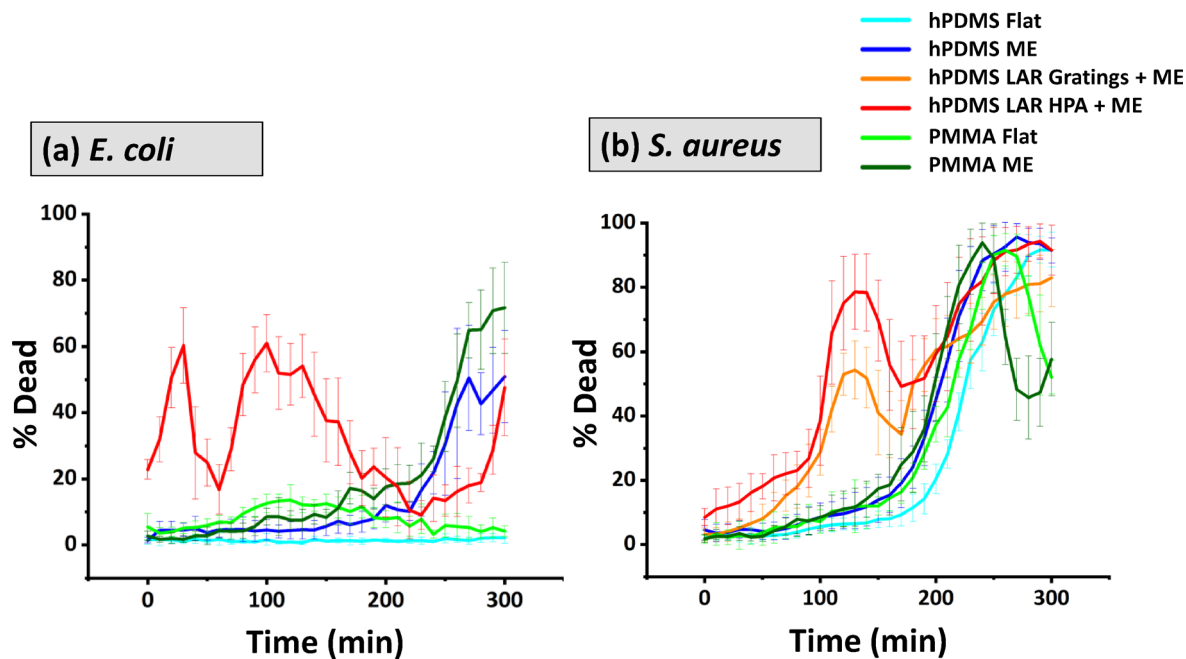 hPDMS Flat
hPDMS ME
hPDMS LAR Gratings + ME
hPDMS LAR HPA + ME
PMMA Flat
PMMA ME
(a) E. coli
(b) S. aureus
100
80
60
40
20
0
% Dead
0 100 200 300
Time (min)
100
90
80
60
40
20
0
% Dead
0 100 200 300
Time (min)